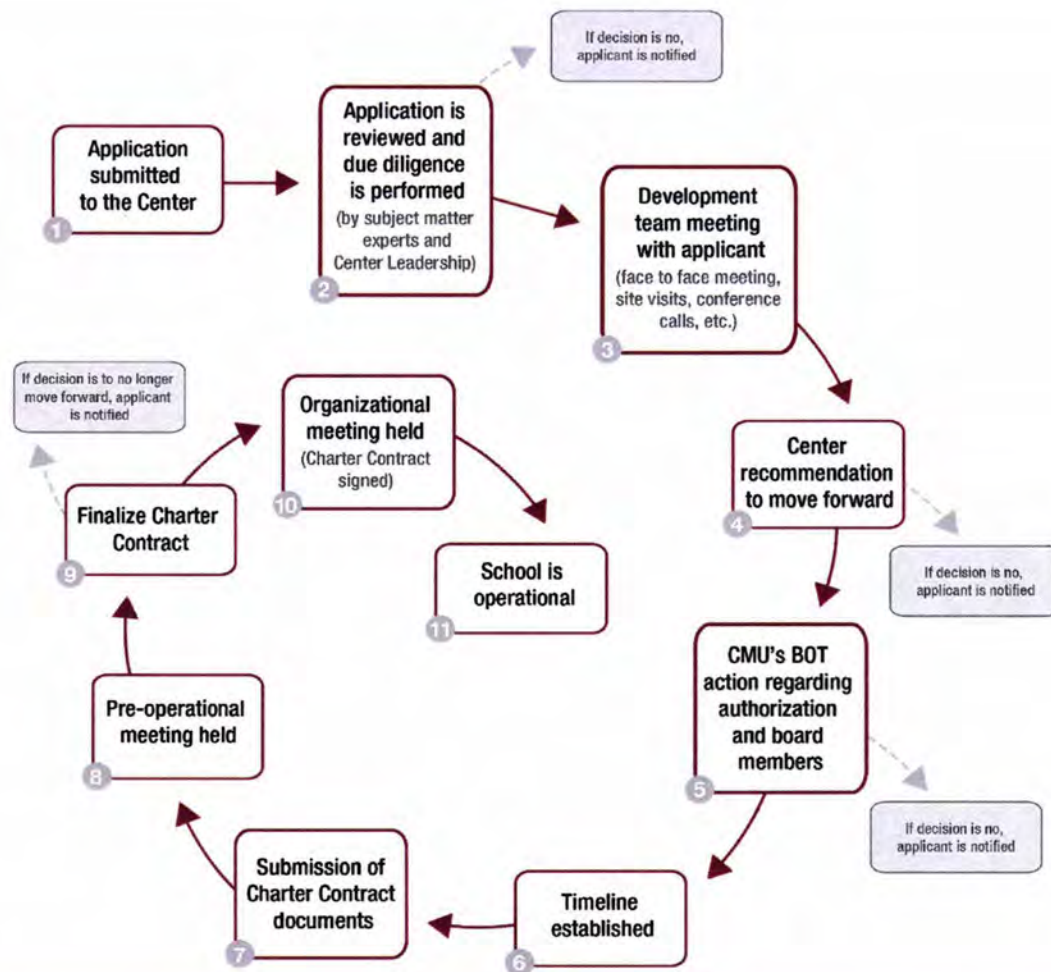 Application
submitted
to the Center
1
Application is
reviewed and
due diligence
is performed
(by subject matter
experts and
Center Leadership)
2
If decision is no,
applicant is notified
Development
team meeting
with applicant
(face to face meeting,
site visits, conference
calls, etc.)
3
Center
recommendation
to move forward
4
If decision is no,
applicant is notified
CMU's BOT
action regarding
authorization
and board
members
5
If decision is no,
applicant is notified
Timeline
established
6
Submission of
Charter Contract
documents
7
Pre-operational
meeting held
8
Finalize Charter
Contract
9
If decision is to no longer
move forward, applicant
is notified
Organizational
meeting held
(Charter Contract
signed)
10
School is
operational
11